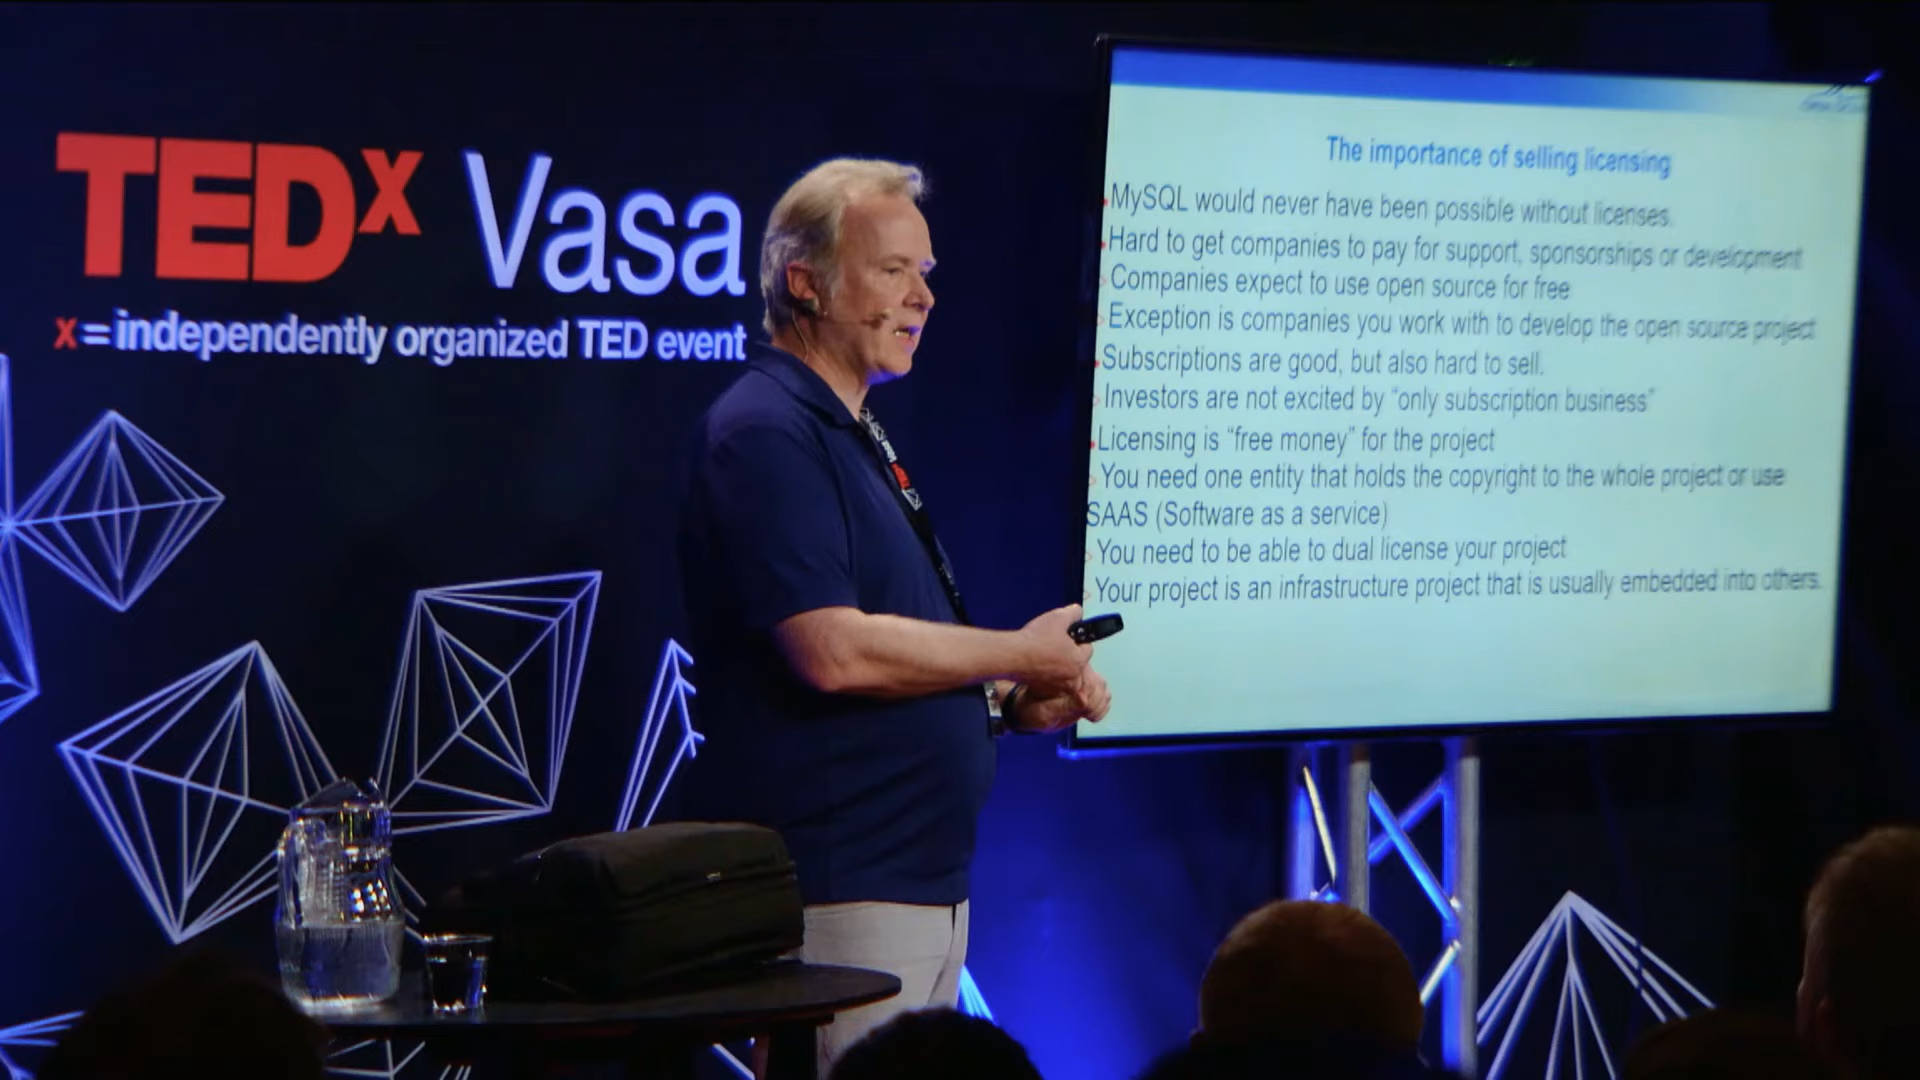 TEDx Vasa
x = independently organized TED event
The importance of selling licensing
MySQL would never have been possible without licenses.
Hard to get companies to pay for support, sponsorships or development
Companies expect to use open source for free
Exception is companies you work with to develop the open source project
Subscriptions are good, but also hard to sell.
Investors are not excited by “only subscription business”
Licensing is “free money” for the project
You need one entity that holds the copyright to the whole project or use
SAAS (Software as a service)
You need to be able to dual license your project
Your project is an infrastructure project that is usually embedded into others.